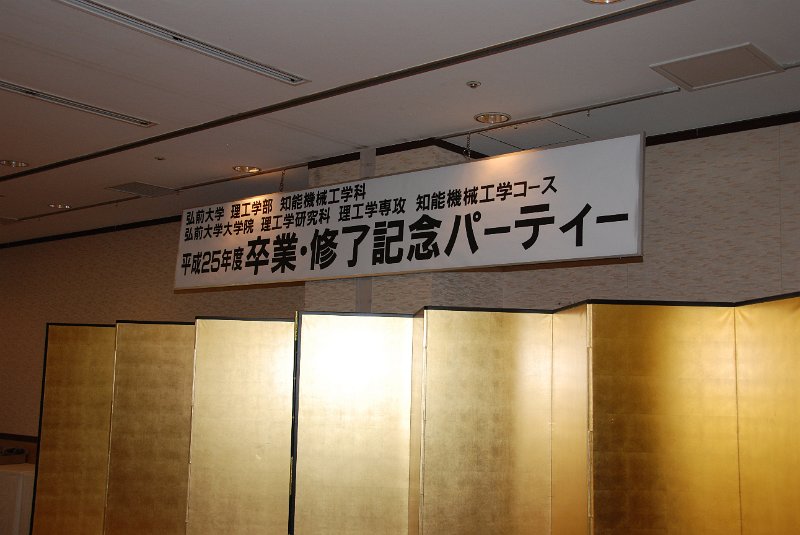 弘前大学 理工学部 知能機械工学科
弘前大学大学院 理工学研究科 理工学専攻 知能機械工学コース
平成25年度 卒業・修了記念パーティー